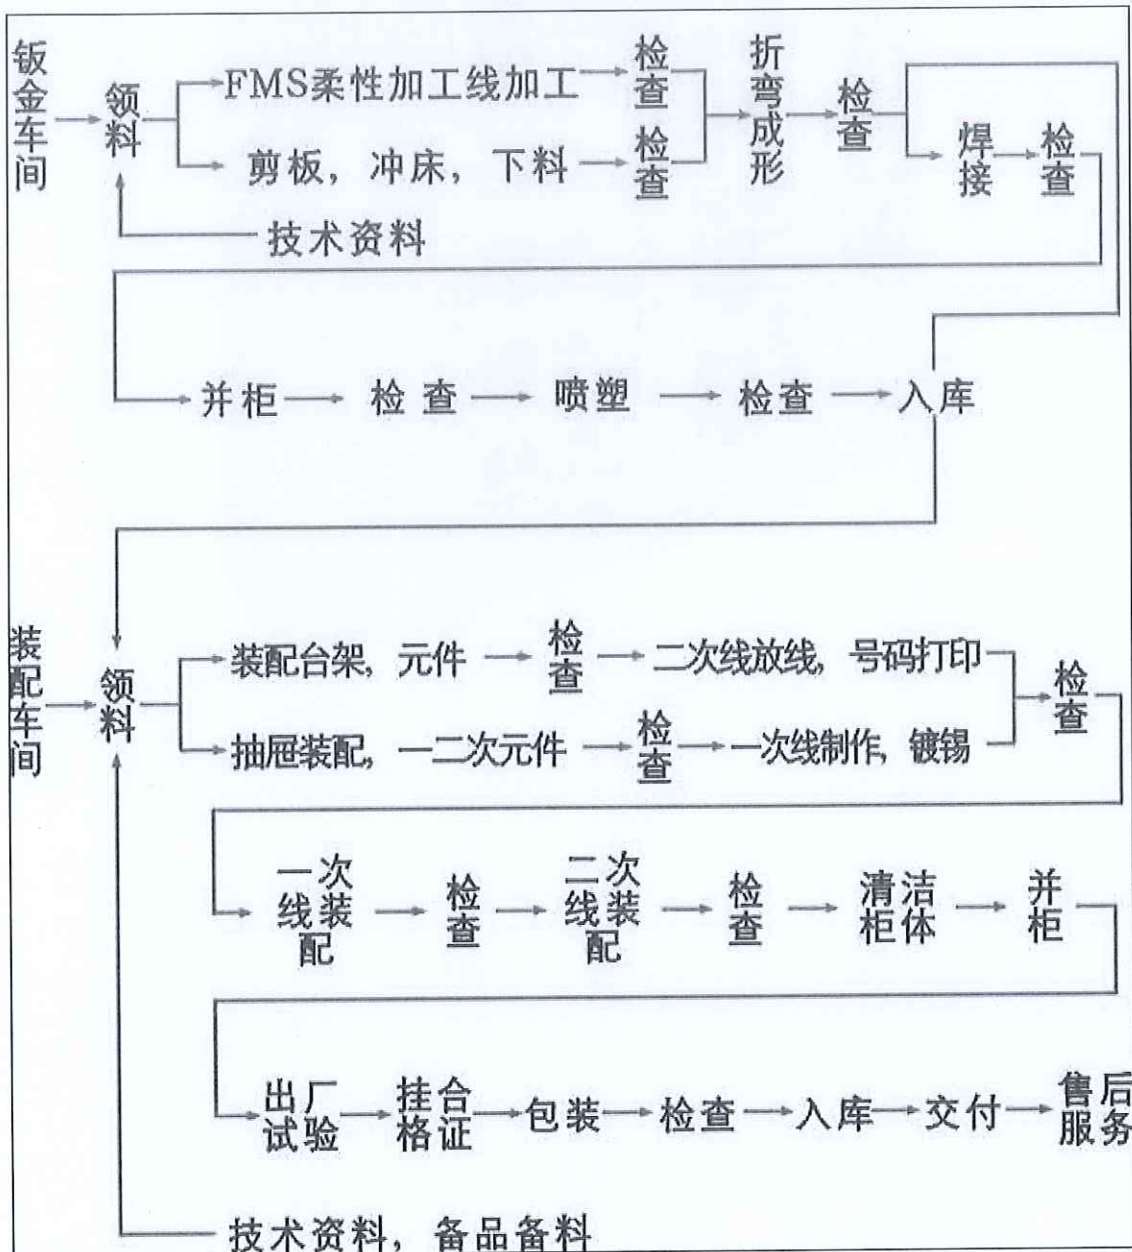 钣金车间
领料
FMS柔性加工线加工
检查
剪板，冲床，下料
检查
折弯成形
检查
焊接
检查
技术资料
并柜
检查
喷塑
检查
入库
装配车间
领料
装配台架，元件
检查
二次线放线，号码打印
抽屉装配，一二次元件
检查
一次线制作，镀锡
检查
一次
线装
配
检查
二次
线装
配
检查
清洁
柜体
并柜
出厂
试验
挂合
格证
包装
检查
入库
交付
售后
服务
技术资料，备品备料